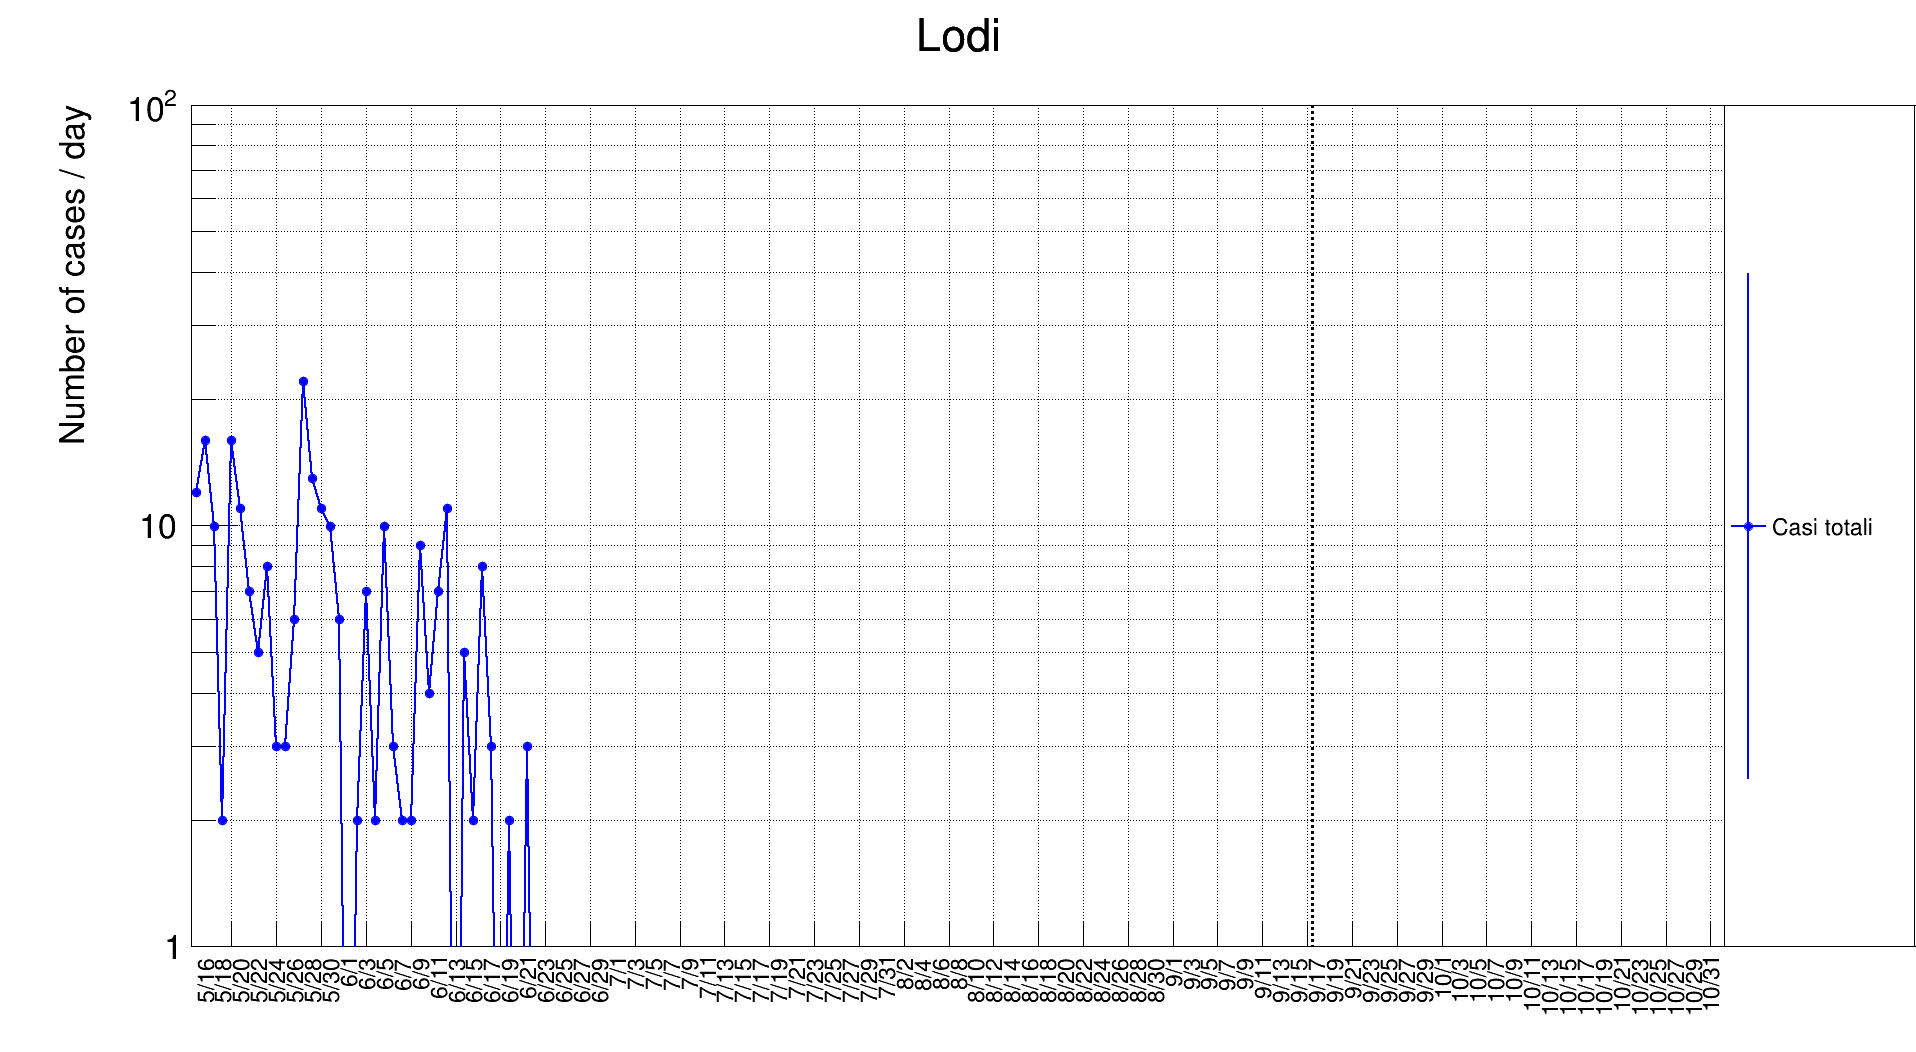 Lodi
Number of cases / day
10²
10
1
5/16 5/18 5/20 5/22 5/24 5/26 5/28 5/30 6/1 6/3 6/5 6/7 6/9 6/11 6/13 6/15 6/17 6/19 6/21 6/23 6/25 6/27 6/29 7/1 7/3 7/5 7/7 7/9 7/11 7/13 7/15 7/17 7/19 7/21 7/23 7/25 7/27 7/29 7/31 8/2 8/4 8/6 8/8 8/10 8/12 8/14 8/16 8/18 8/20 8/22 8/24 8/26 8/28 8/30 9/1 9/3 9/5 9/7 9/9 9/11 9/13 9/15 9/17 9/19 9/21 9/23 9/25 9/27 9/29 10/1 10/3 10/5 10/7 10/9 10/11 10/13 10/15 10/17 10/19 10/21 10/23 10/25 10/27 10/29 10/31
Casi totali